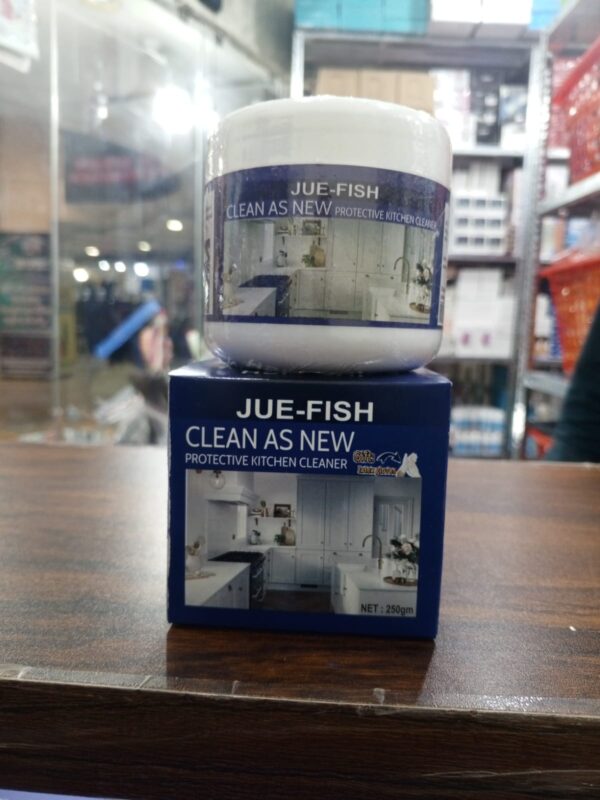 JUE-FISH
CLEAN AS NEW PROTECTIVE KITCHEN CLEANER
JUE-FISH
CLEAN AS NEW
PROTECTIVE KITCHEN CLEANER
NET : 250gm